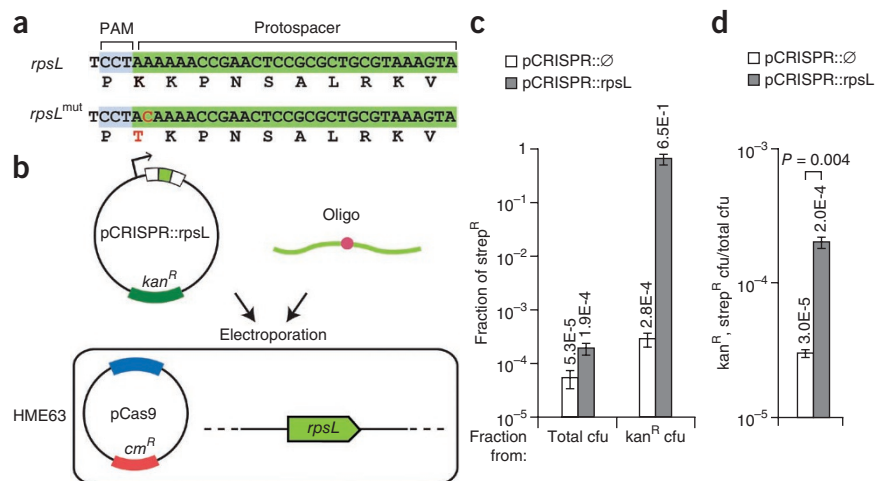 a
PAM
Protospacer
rpsL
TCCTAAAAAACCGAACTCCGCGCTGCGTAAAGTA
P K K P N S A L R K V
rpsLmut
TCCTACAAAACCGAACTCCGCGCTGCGTAAAGTA
P T K P N S A L R K V
b
pCRISPR::rpsL
kanR
Oligo
Electroporation
HME63
pCas9
cmR
rpsL
c
pCRISPR::Ø
pCRISPR::rpsL
Fraction of strepR
1
10−1
10−2
10−3
10−4
10−5
5.3E-5
1.9E-4
2.8E-4
6.5E-1
Fraction from:
Total cfu
kanR cfu
d
pCRISPR::Ø
pCRISPR::rpsL
kanR, strepR cfu/total cfu
10−3
10−4
10−5
P = 0.004
3.0E-5
2.0E-4